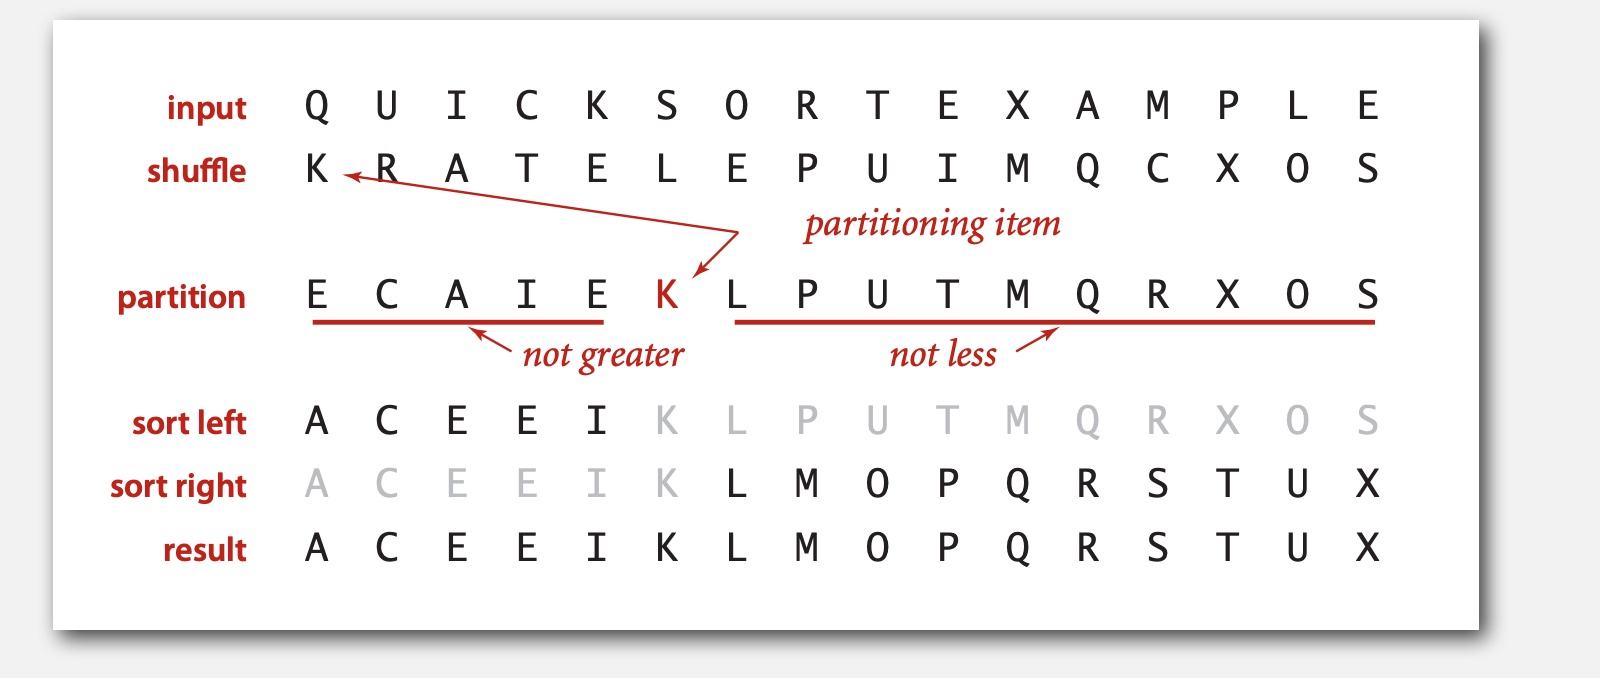 input Q U I C K S O R T E X A M P L E
shuffle K R A T E L E P U I M Q C X O S
partitioning item
partition E C A I E K L P U T M Q R X O S
not greater not less
sort left A C E E I K L P U T M Q R X O S
sort right A C E E I K L M O P Q R S T U X
result A C E E I K L M O P Q R S T U X